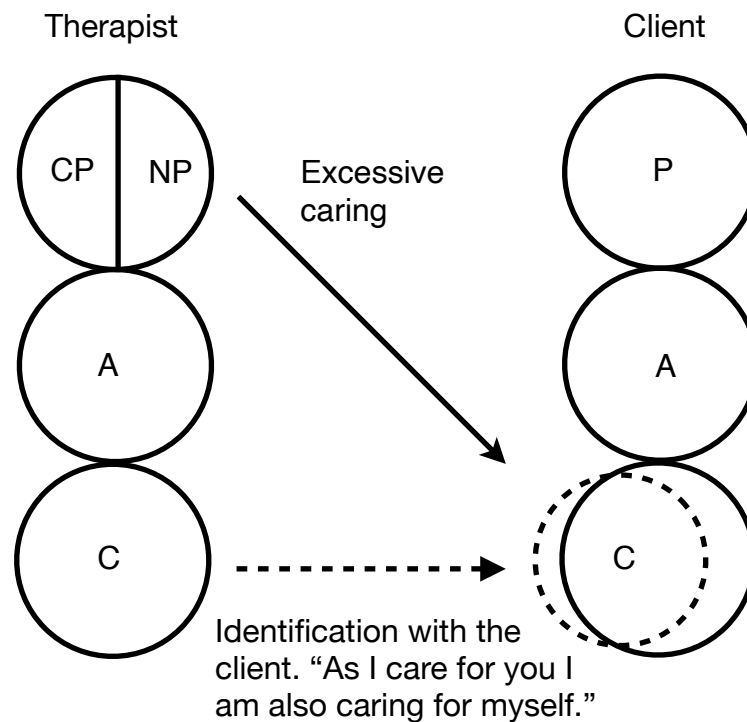 Therapist
Client
CP
NP
P
Excessive
caring
A
A
C
C
Identification with the
client. “As I care for you I
am also caring for myself.”